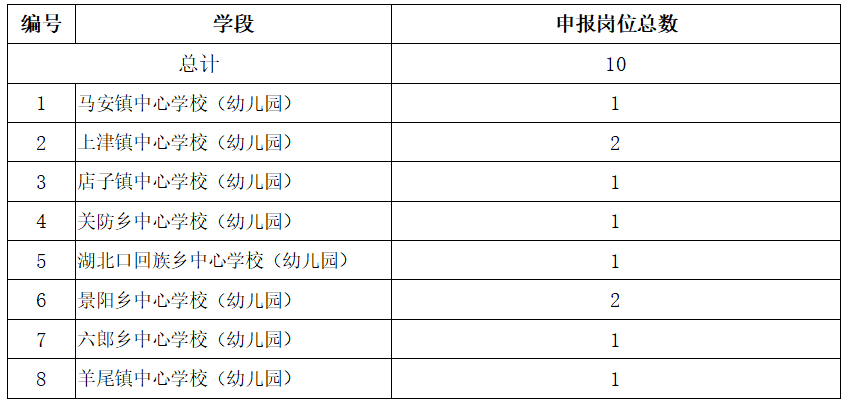 编号 学段 申报岗位总数
总计 10
1 马安镇中心学校（幼儿园） 1
2 上津镇中心学校（幼儿园） 2
3 店子镇中心学校（幼儿园） 1
4 关防乡中心学校（幼儿园） 1
5 湖北口回族乡中心学校（幼儿园） 1
6 景阳乡中心学校（幼儿园） 2
7 六郎乡中心学校（幼儿园） 1
8 羊尾镇中心学校（幼儿园） 1